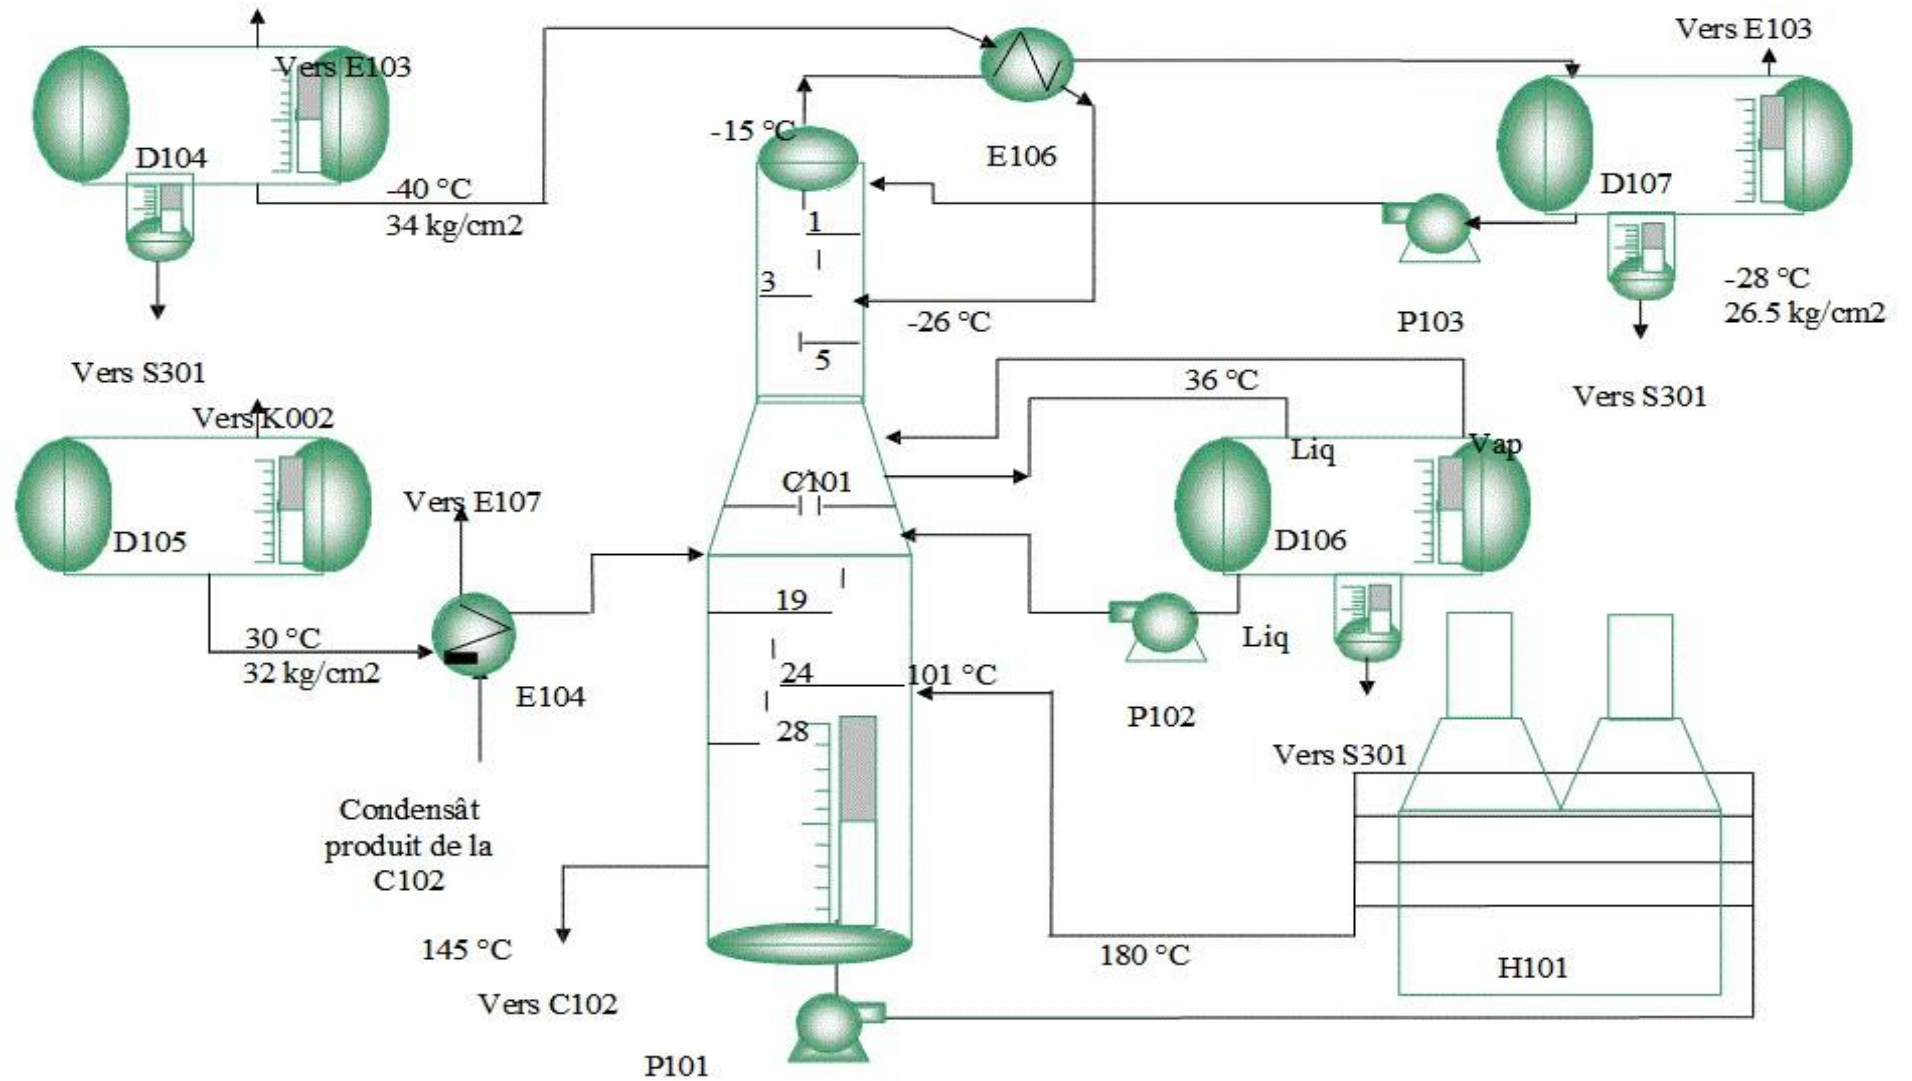 Vers E103
Vers E103
-15 °C
D104
E106
D107
-40 °C
34 kg/cm2
1
3
-28 °C
26.5 kg/cm2
-26 °C
P103
5
Vers S301
36 °C
Vers S301
Vers K002
Liq
Vap
C101
Vers E107
D105
D106
19
30 °C
32 kg/cm2
Liq
24
101 °C
E104
P102
28
Vers S301
Condensât
produit de la
C102
145 °C
180 °C
H101
Vers C102
P101